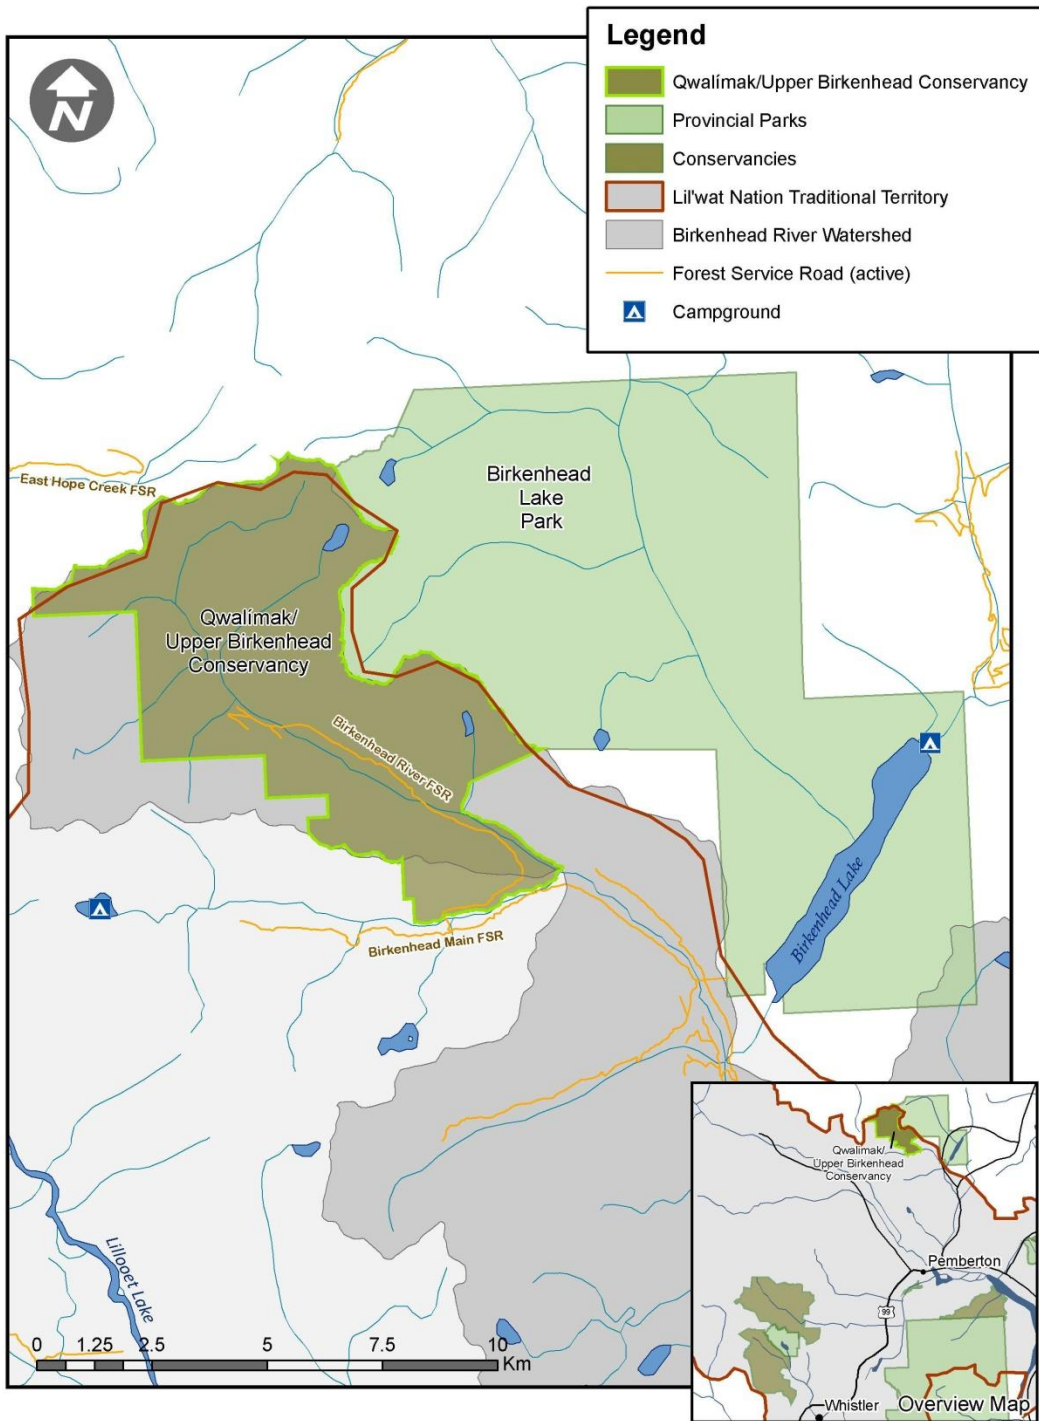 Legend
Qwalímak/Upper Birkenhead Conservancy
Provincial Parks
Conservancies
Lil'wat Nation Traditional Territory
Birkenhead River Watershed
Forest Service Road (active)
Campground
N
East Hope Creek FSR
Birkenhead
Lake
Park
Qwalímak/
Upper Birkenhead
Conservancy
Birkenhead River FSR
Birkenhead Lake
Birkenhead Main FSR
Lillooet Lake
0 1.25 2.5 5 7.5 10
Km
Qwalimak/
Upper Birkenhead
Conservancy
Pemberton
99
Whistler
Overview Map